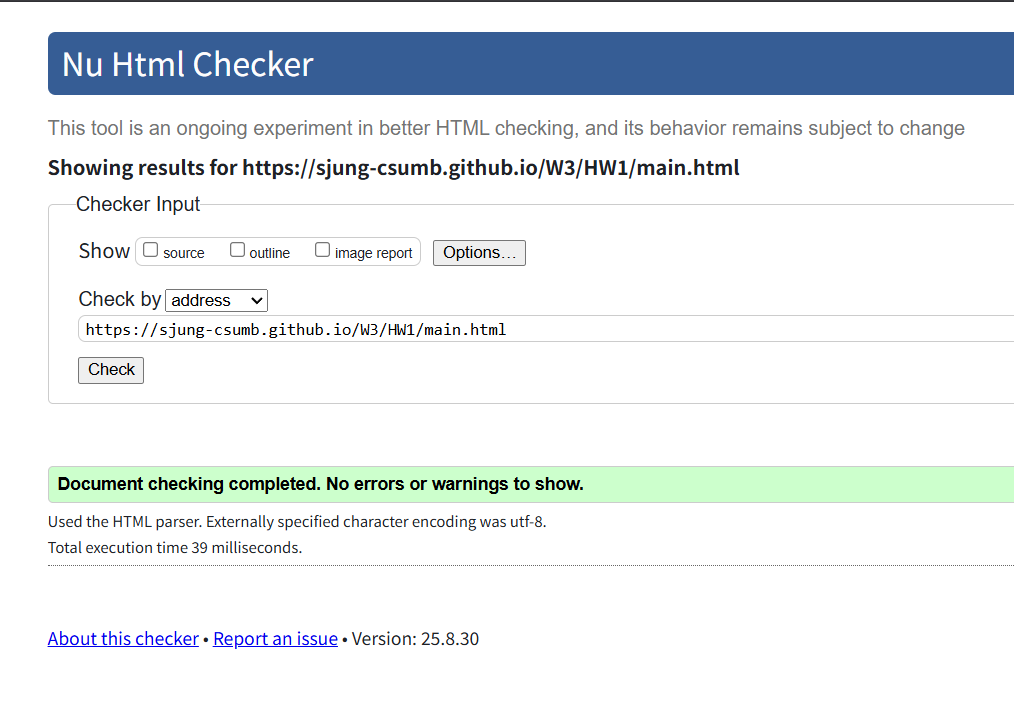 Nu Html Checker
This tool is an ongoing experiment in better HTML checking, and its behavior remains subject to change
Showing results for https://sjung-csumb.github.io/W3/HW1/main.html
Checker Input
Show source outline image report Options...
Check by address
https://sjung-csumb.github.io/W3/HW1/main.html
Check
Document checking completed. No errors or warnings to show.
Used the HTML parser. Externally specified character encoding was utf-8.
Total execution time 39 milliseconds.
About this checker • Report an issue • Version: 25.8.30